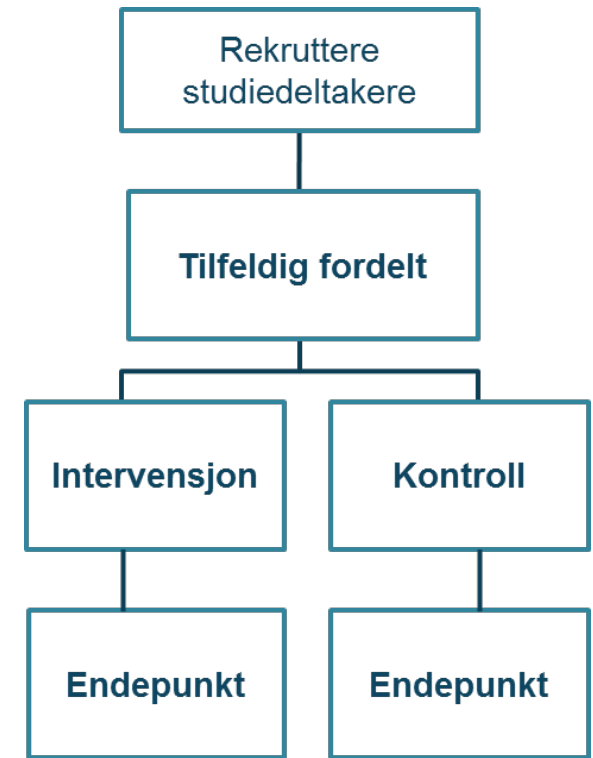 Rekruttere
studiedeltakere
Tilfeldig fordelt
Intervensjon
Kontroll
Endepunkt
Endepunkt